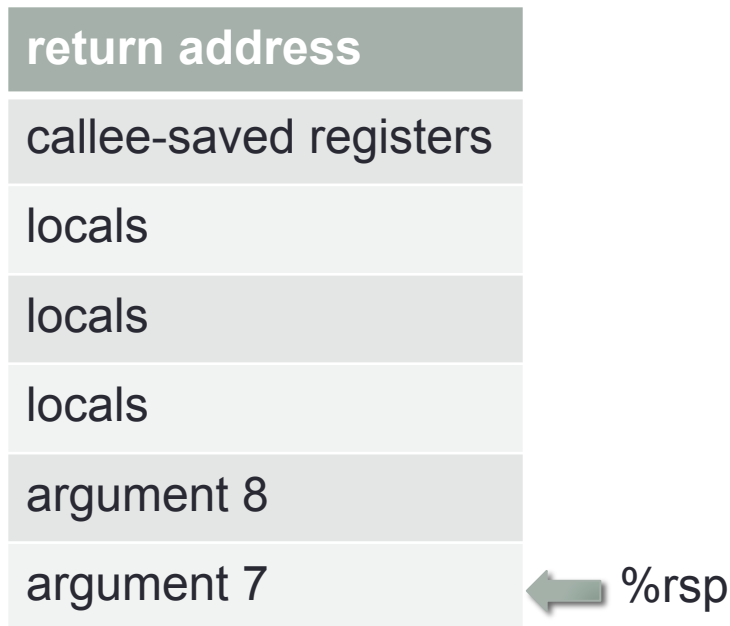 return address
callee-saved registers
locals
locals
locals
argument 8
argument 7
%rsp